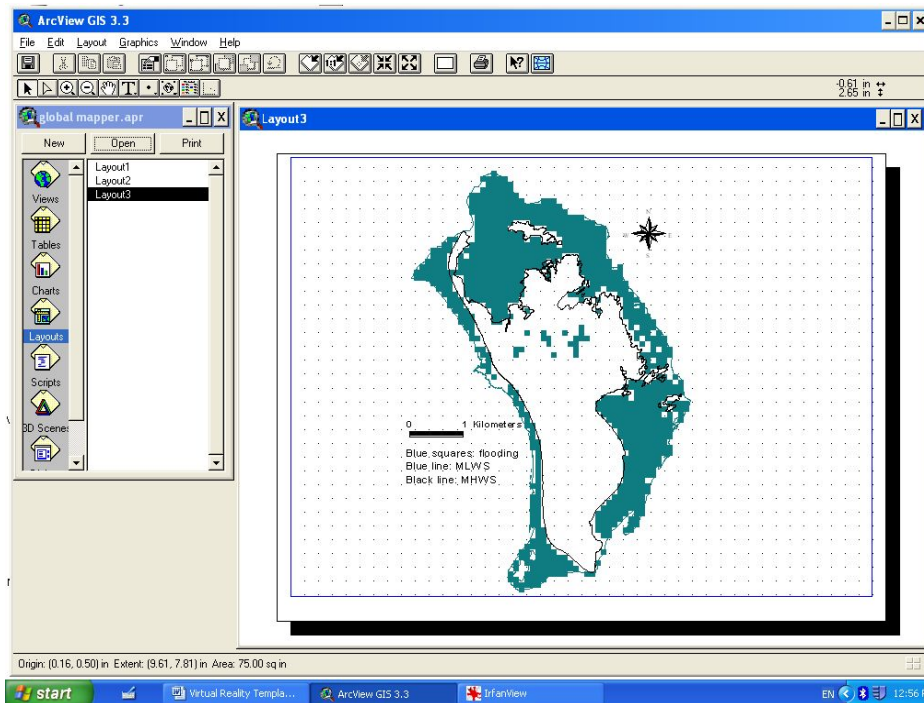 ArcView GIS 3.3
File Edit Layout Graphics Window Help
-0.61 in
2.65 in
global mapper.apr
New Open Print
Views
Tables
Charts
Layouts
Scripts
3D Scenes
Layout1
Layout2
Layout3
Layout3
0 1 Kilometers
Blue squares: flooding
Blue line: MLWS
Black line: MHWS
Origin: (0.16, 0.50) in Extent: (9.61, 7.81) in Area: 75.00 sq in
start Virtual Reality Templa... ArcView GIS 3.3 IrfanView EN 12:56